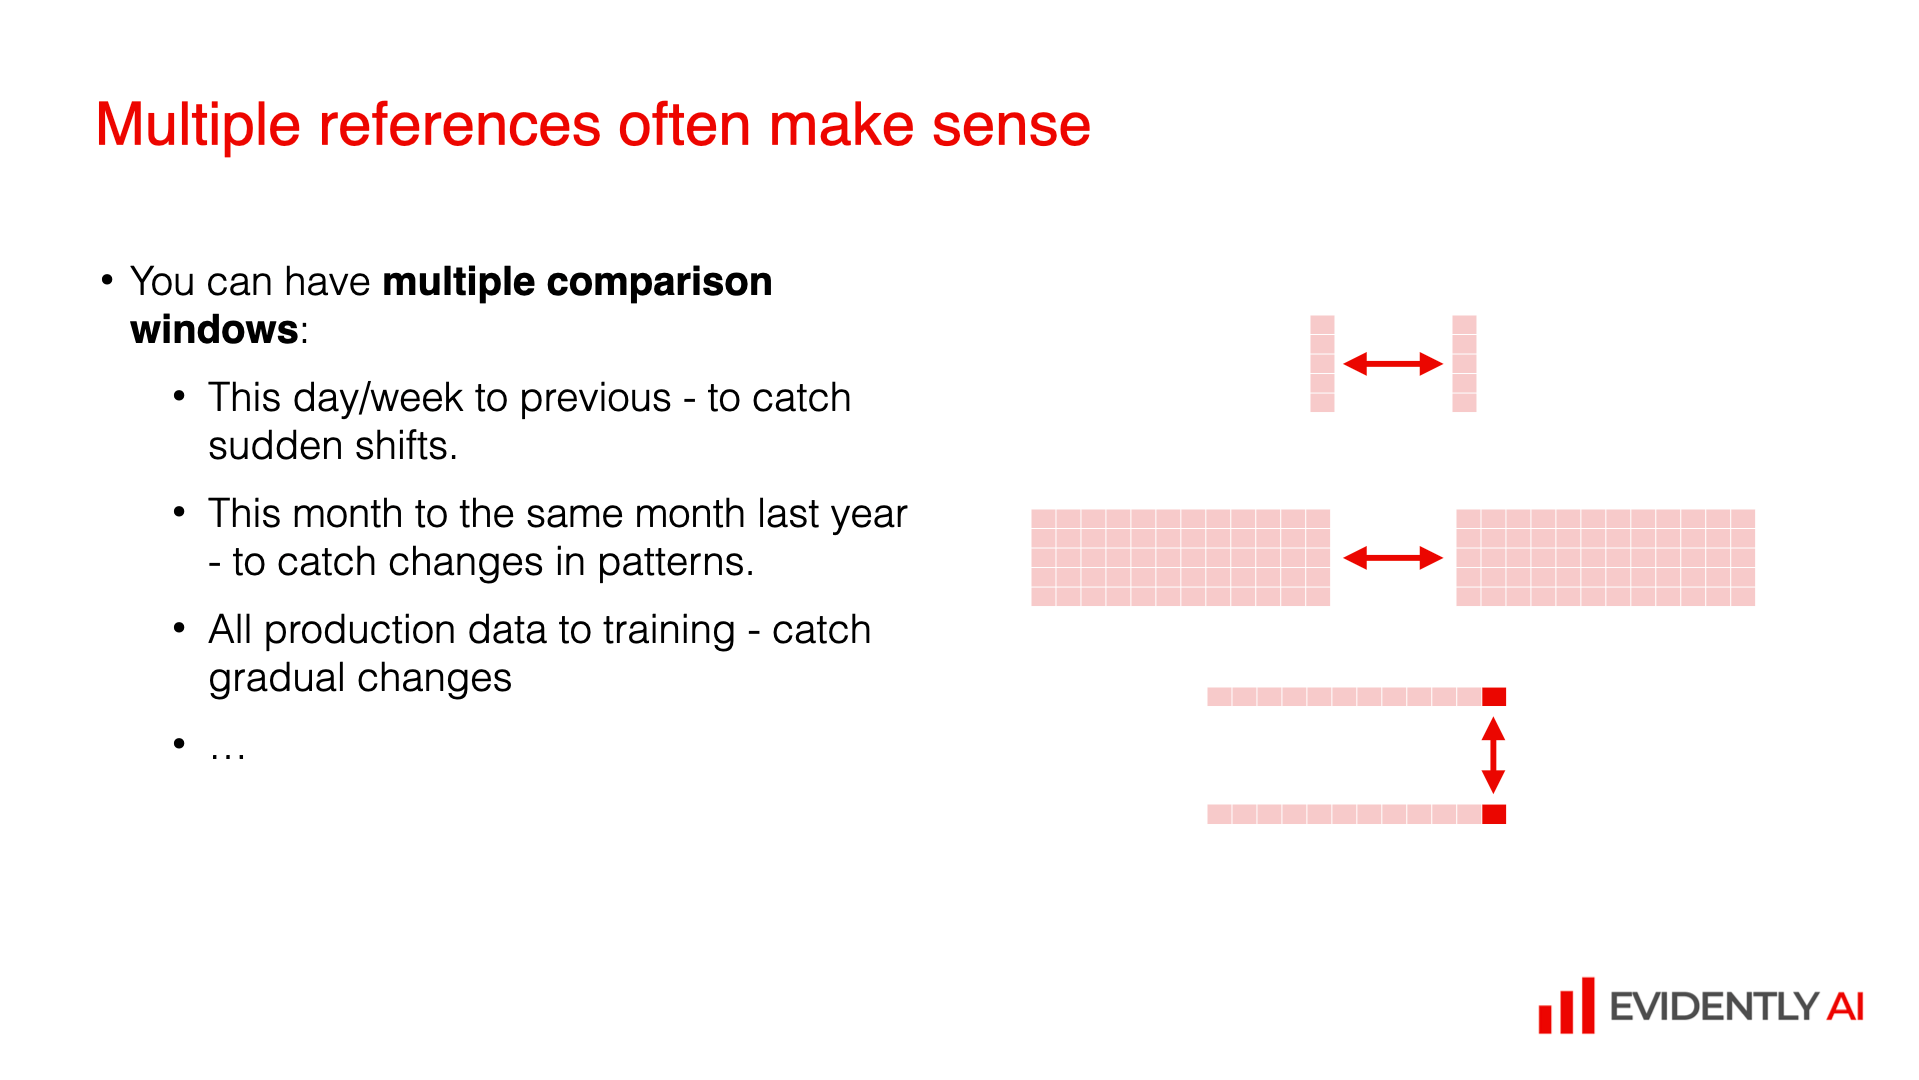 Multiple references often make sense
• You can have multiple comparison
windows:
• This day/week to previous - to catch
sudden shifts.
• This month to the same month last year
- to catch changes in patterns.
• All production data to training - catch
gradual changes
• …
EVIDENTLY AI